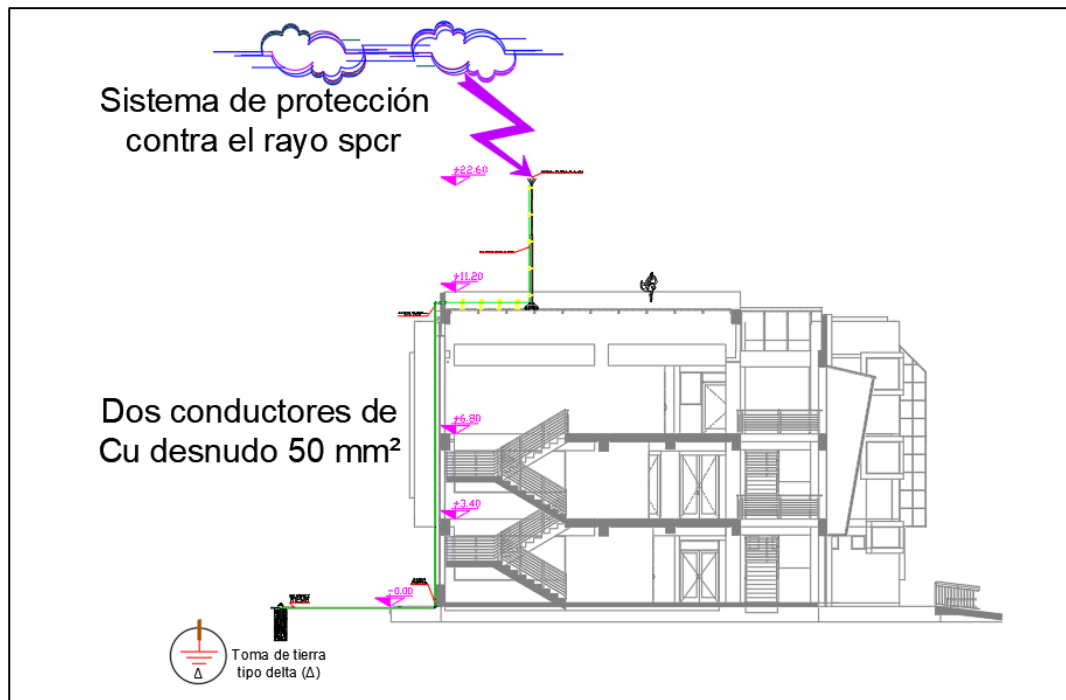 Sistema de protección
contra el rayo spcr
+22.60
+11.20
Dos conductores de
Cu desnudo 50 mm²
+6.80
+3.40
-0.00
Toma de tierra
tipo delta (Δ)
Δ